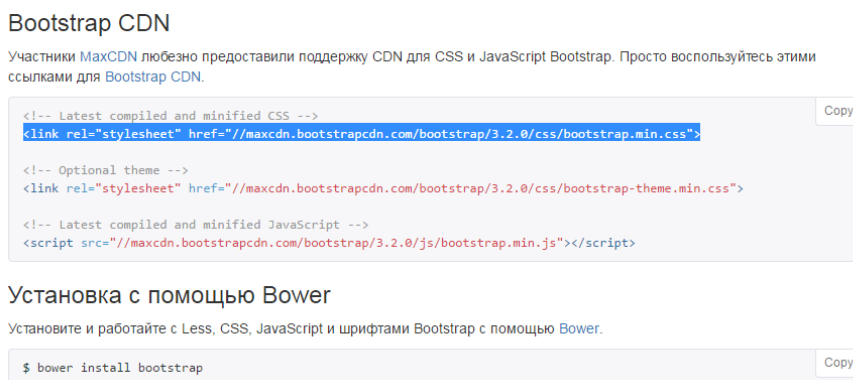 Bootstrap CDN
Участники MaxCDN любезно предоставили поддержку CDN для CSS и JavaScript Bootstrap. Просто воспользуйтесь этими
ссылками для Bootstrap CDN.
Copy
<!-- Latest compiled and minified CSS -->
<link rel="stylesheet" href="//maxcdn.bootstrapcdn.com/bootstrap/3.2.0/css/bootstrap.min.css">
<!-- Optional theme -->
<link rel="stylesheet" href="//maxcdn.bootstrapcdn.com/bootstrap/3.2.0/css/bootstrap-theme.min.css">
<!-- Latest compiled and minified JavaScript -->
<script src="//maxcdn.bootstrapcdn.com/bootstrap/3.2.0/js/bootstrap.min.js"></script>
Установка с помощью Bower
Установите и работайте с Less, CSS, JavaScript и шрифтами Bootstrap с помощью Bower.
Copy
$ bower install bootstrap